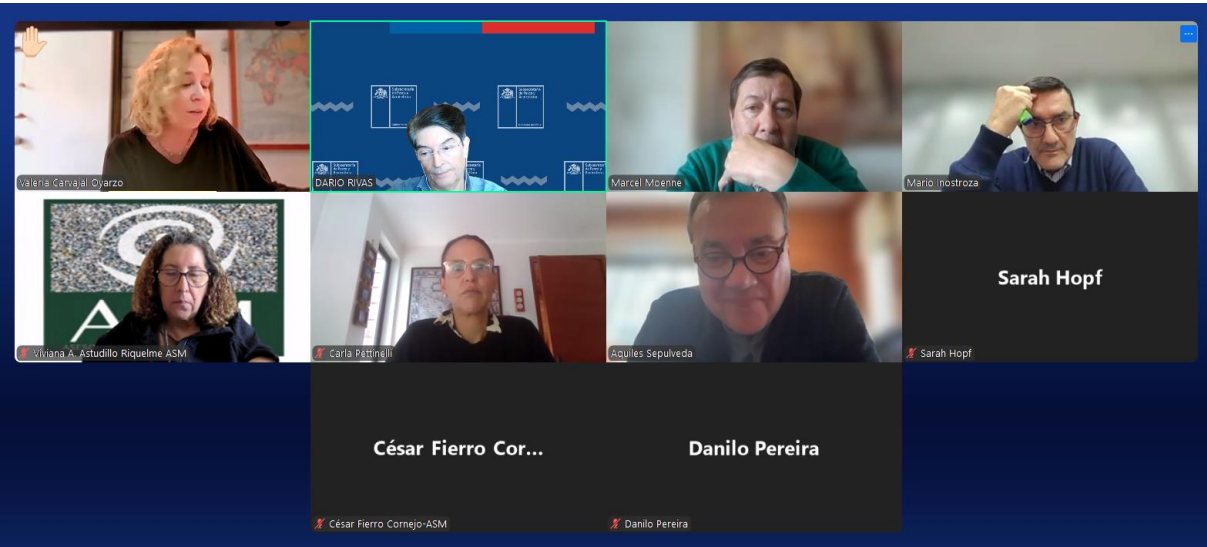 Valeria Carvajal Oyarzo
DARIO RIVAS
Marcel Moenne
Mario Inostroza
ASM
Viviana A. Astudillo Riquelme ASM
Carla Pettinelli
Aquiles Sepulveda
Sarah Hopf
Sarah Hopf
César Fierro Cor...
Danilo Pereira
César Fierro Cornejo-ASM
Danilo Pereira